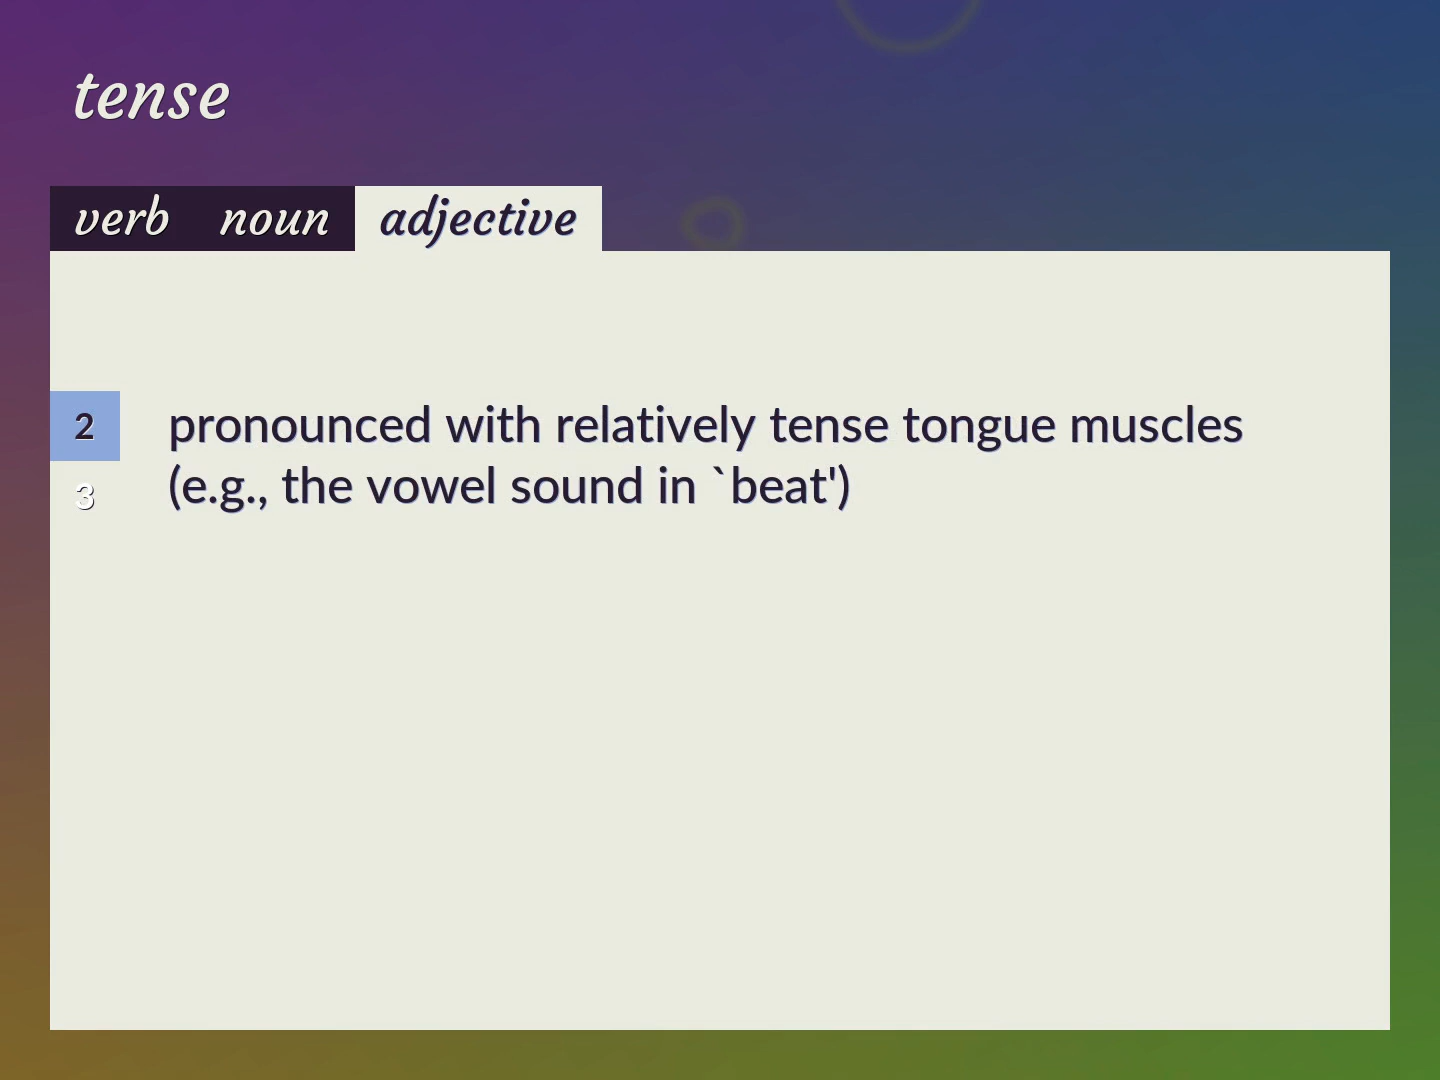 tense
verb noun adjective
2 pronounced with relatively tense tongue muscles
3 (e.g., the vowel sound in `beat')